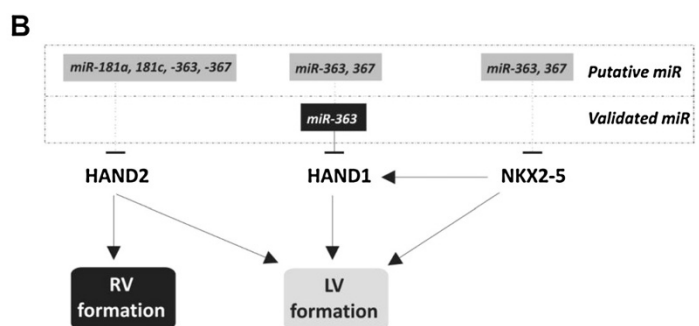 B
miR-181a, 181c, -363, -367
miR-363, 367
miR-363, 367
Putative miR
miR-363
Validated miR
HAND2
HAND1
NKX2-5
RV
formation
LV
formation